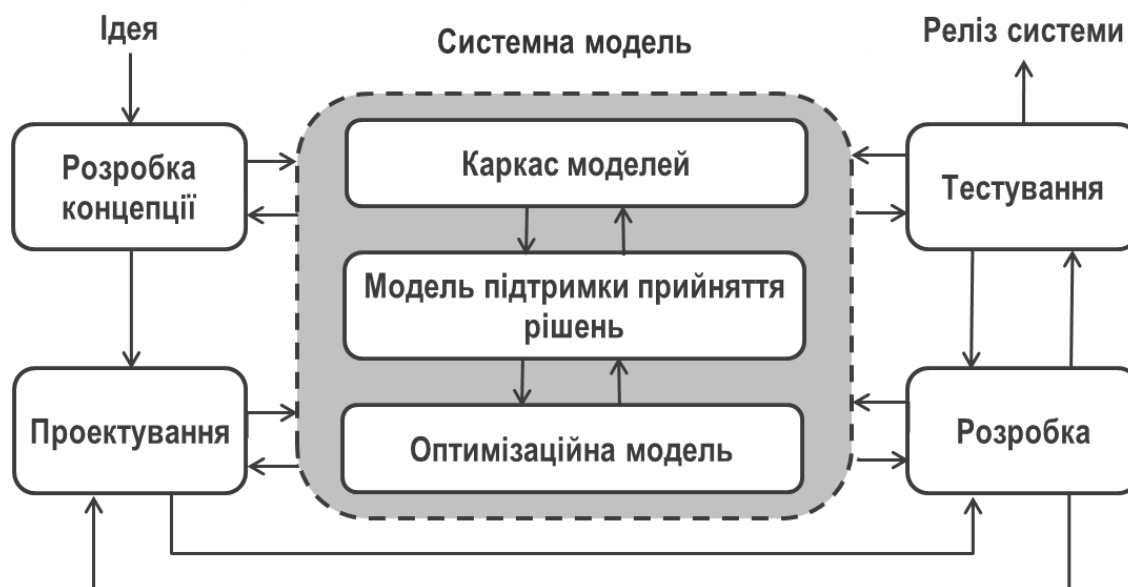 Ідея
Системна модель
Реліз системи
Розробка
концепції
Каркас моделей
Тестування
Модель підтримки прийняття
рішень
Проектування
Оптимізаційна модель
Розробка